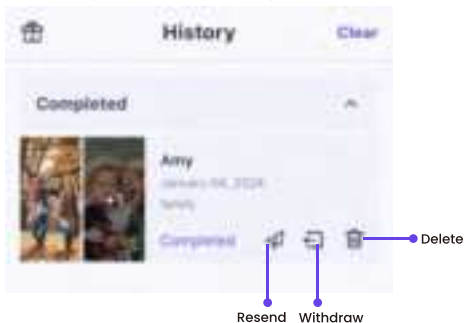 History
Clear
Completed
Amy
January 04, 2024
family
Completed
Delete
Resend
Withdraw